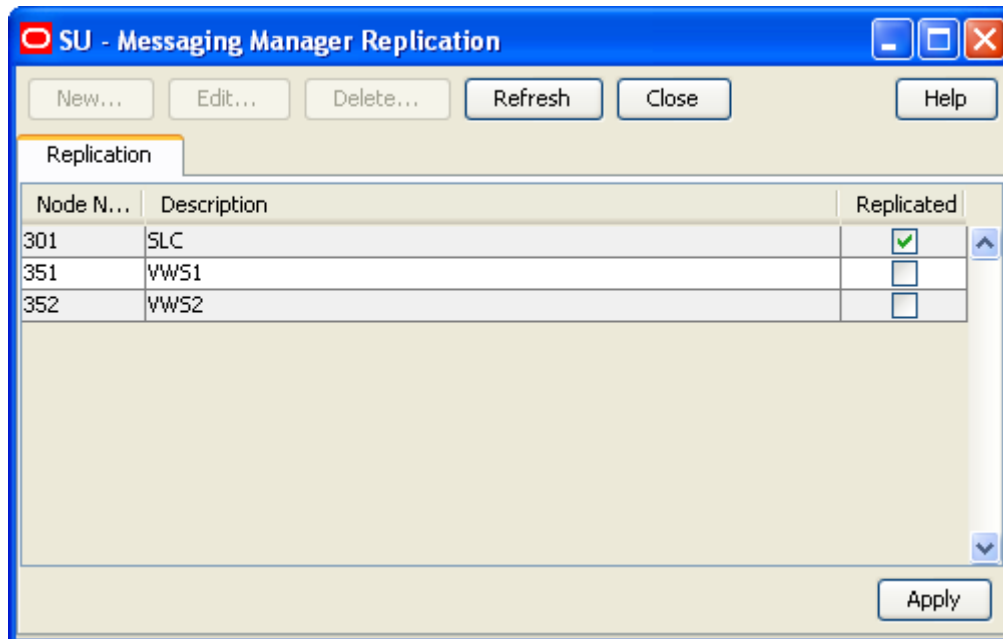 SU - Messaging Manager Replication
New... Edit... Delete... Refresh Close Help
Replication
Node N... Description Replicated
301 SLC
351 VWS1
352 VWS2
Apply